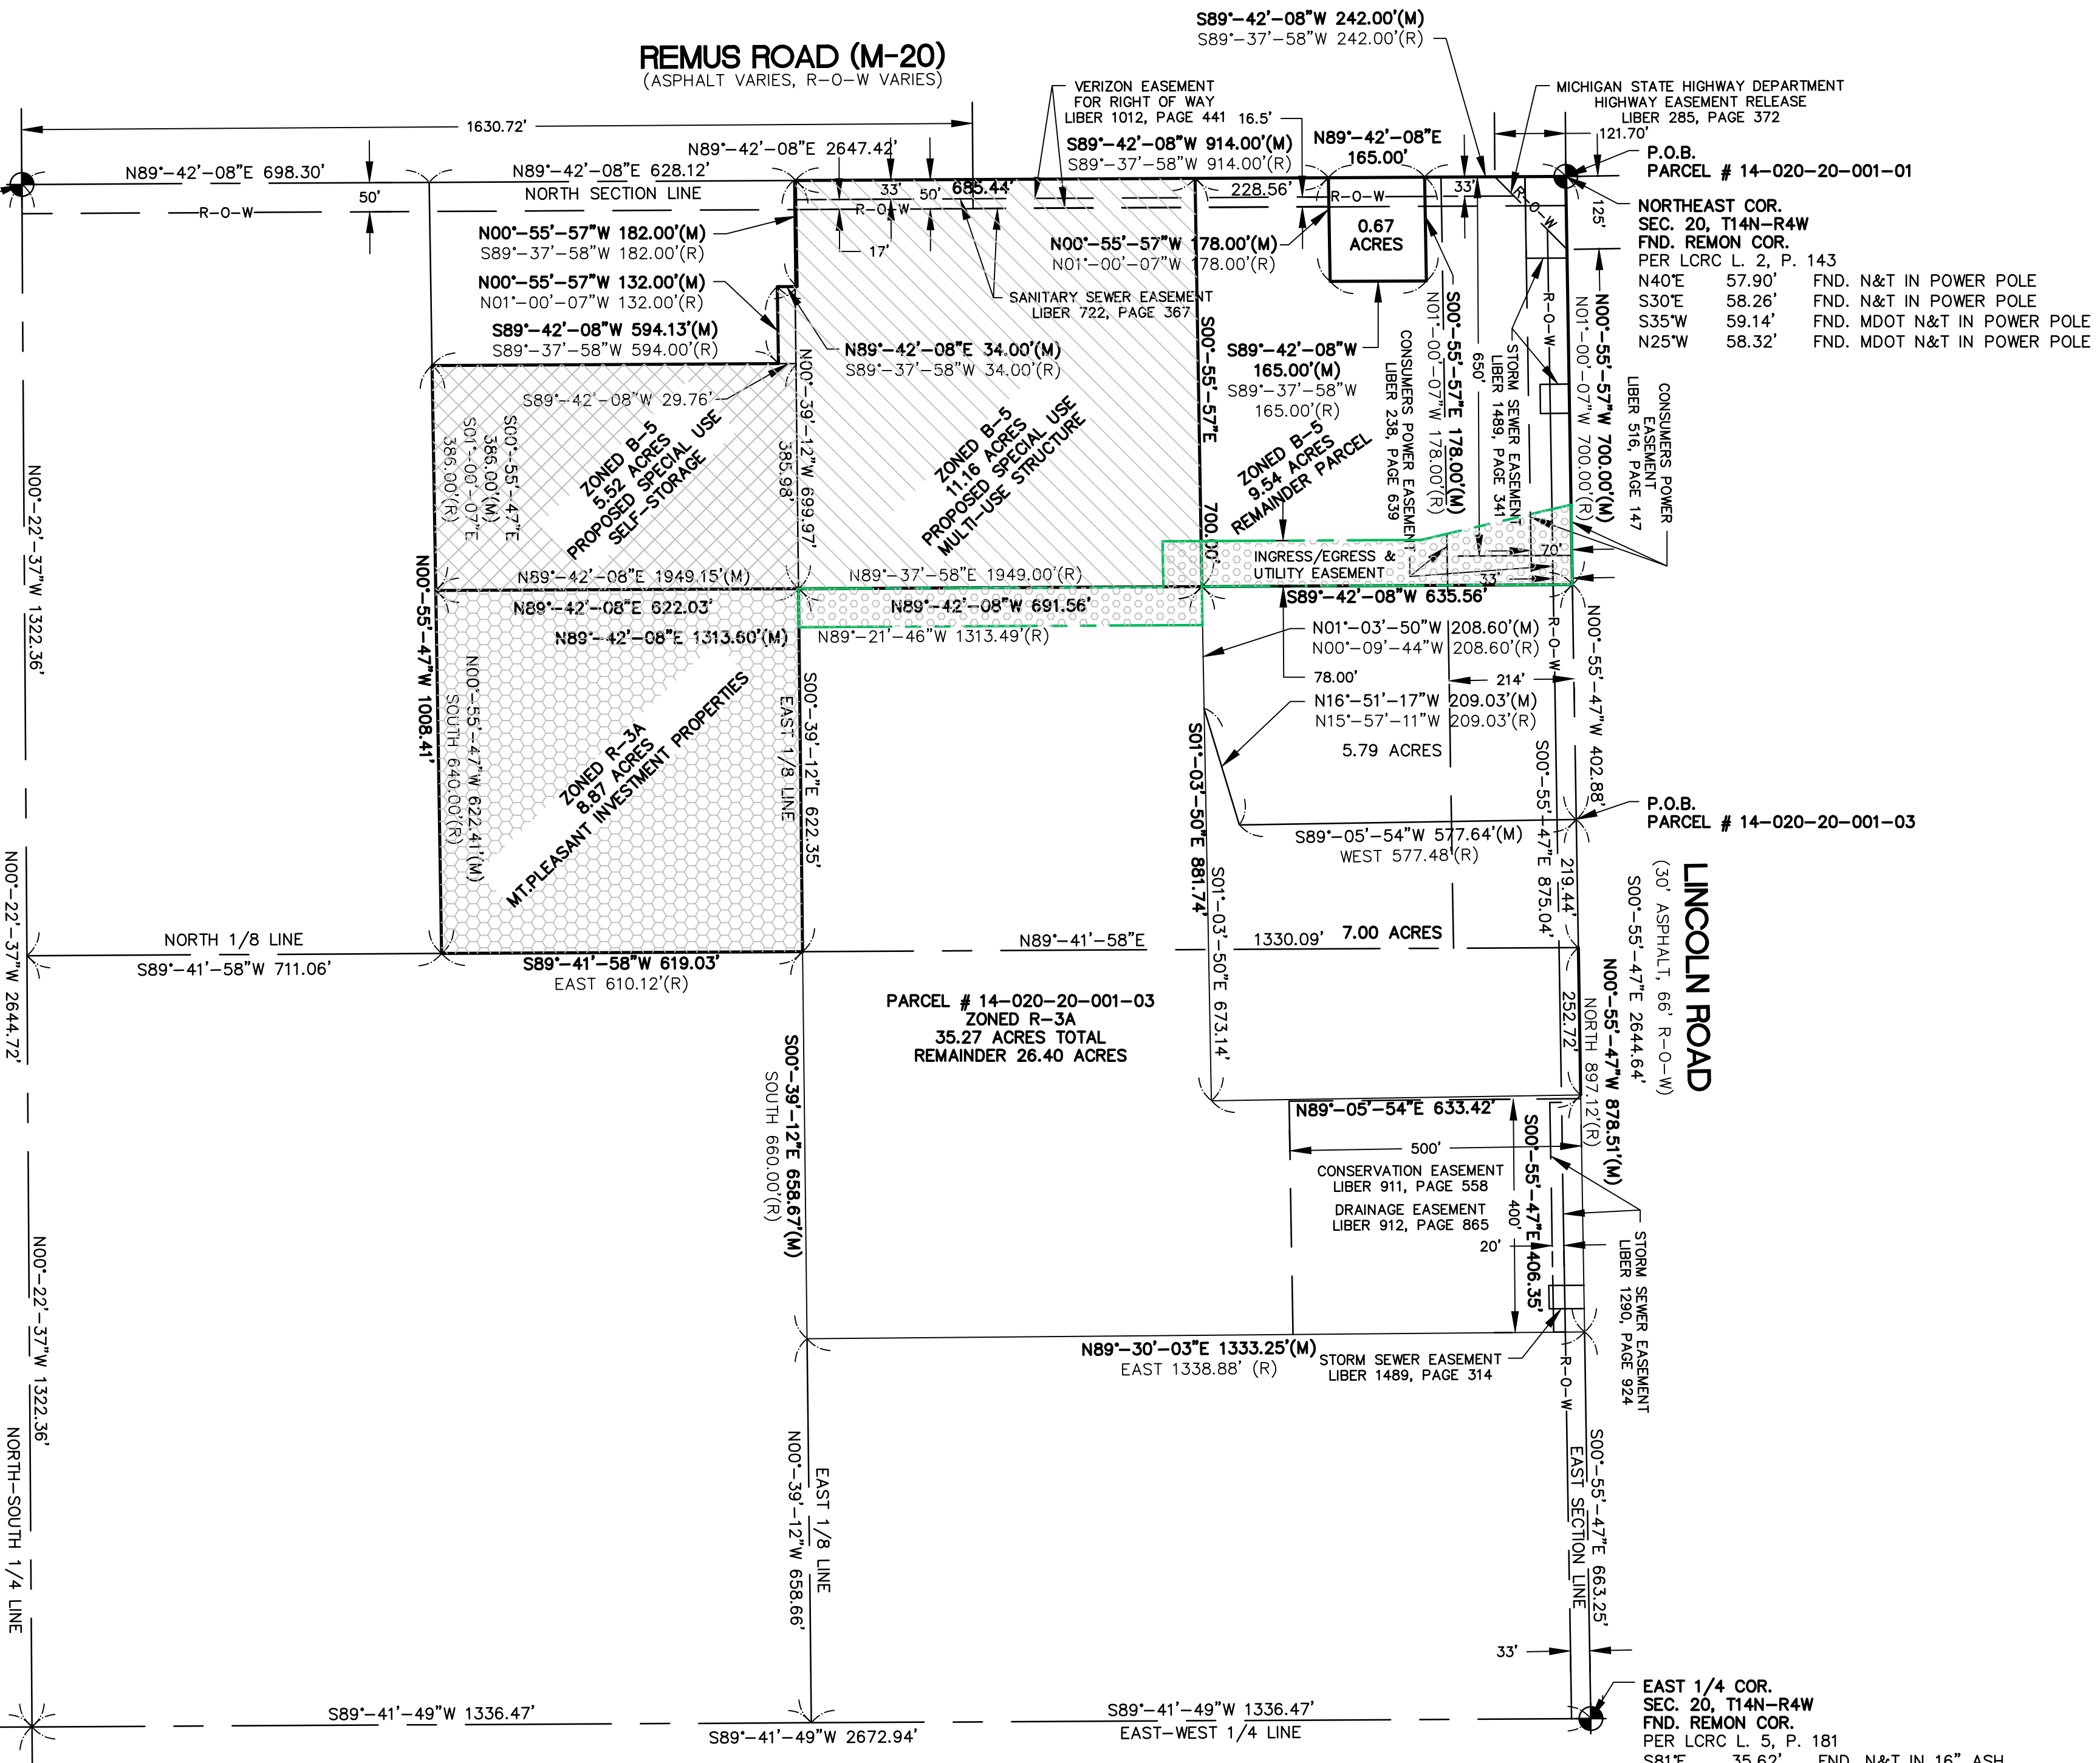 S89°-42'-08"W 242.00'(M)
S89°-37'-58"W 242.00'(R)
REMUS ROAD (M-20)
(ASPHALT VARIES, R-O-W VARIES)
VERIZON EASEMENT
FOR RIGHT OF WAY
LIBER 1012, PAGE 441
16.5'
MICHIGAN STATE HIGHWAY DEPARTMENT
HIGHWAY EASEMENT RELEASE
LIBER 285, PAGE 372
1630.72'
121.70'
N89°-42'-08"E 2647.42'
S89°-42'-08"W 914.00'(M)
S89°-37'-58"W 914.00'(R)
N89°-42'-08"E
165.00'
P.O.B.
PARCEL # 14-020-20-001-01
N89°-42'-08"E 698.30'
N89°-42'-08"E 628.12'
NORTH SECTION LINE
50'
R-O-W
33'
50'
685.44'
R-O-W
228.56'
R-O-W
33'
R-O-W
125'
17'
0.67
ACRES
NORTHEAST COR.
SEC. 20, T14N-R4W
FND. REMON COR.
PER LCRC L. 2, P. 143
N40°E 57.90' FND. N&T IN POWER POLE
S30°E 58.26' FND. N&T IN POWER POLE
S35°W 59.14' FND. MDOT N&T IN POWER POLE
N25°W 58.32' FND. MDOT N&T IN POWER POLE
N00°-55'-57"W 182.00'(M)
S89°-37'-58"W 182.00'(R)
N00°-55'-57"W 178.00'(M)
N01°-00'-07"W 178.00'(R)
N00°-55'-57"W 132.00'(M)
N01°-00'-07"W 132.00'(R)
SANITARY SEWER EASEMENT
LIBER 722, PAGE 367
S89°-42'-08"W 594.13'(M)
S89°-37'-58"W 594.00'(R)
N89°-42'-08"E 34.00'(M)
S89°-37'-58"W 34.00'(R)
S89°-42'-08"W
165.00'(M)
S89°-37'-58"W
165.00'(R)
S89°-42'-08"W 29.76'
S00°-55'-47"E
386.00'(M)
S01°-00'-07"E
386.00'(R)
ZONED B-5
5.52 ACRES
PROPOSED SPECIAL USE
SELF-STORAGE
N00°-39'-12"W 699.97'
385.98'
ZONED B-5
11.16 ACRES
PROPOSED SPECIAL USE
MULTI-USE STRUCTURE
S00°-55'-57"E
700.00'
ZONED B-5
9.54 ACRES
REMAINDER PARCEL
CONSUMERS POWER EASEMENT
LIBER 238, PAGE 639
S00°-55'-57"E 178.00'(M)
N01°-00'-07"W 178.00'(R)
650'
STORM SEWER EASEMENT
LIBER 1489, PAGE 341
R-O-W
N00°-55'-57"W 700.00'(M)
N01°-00'-07"W 700.00'(R)
CONSUMERS POWER
EASEMENT
LIBER 516, PAGE 147
N00°-22'-37"W 1322.36'
INGRESS/EGRESS &
UTILITY EASEMENT
70'
33'
N89°-42'-08"E 1949.15'(M)
N89°-37'-58"E 1949.00'(R)
N89°-42'-08"E 622.03'
N89°-42'-08"W 691.56'
S89°-42'-08"W 635.56'
N89°-42'-08"E 1313.60'(M)
N89°-21'-46"W 1313.49'(R)
N00°-55'-47"W 1008.41'
N00°-55'-47"W 622.41'(M)
SOUTH 640.00'(R)
ZONED R-3A
8.87 ACRES
MT.PLEASANT INVESTMENT PROPERTIES
S00°-39'-12"E 622.35'
EAST 1/8 LINE
N01°-03'-50"W 208.60'(M)
N00°-09'-44"W 208.60'(R)
78.00'
214'
N16°-51'-17"W 209.03'(M)
N15°-57'-11"W 209.03'(R)
5.79 ACRES
R-O-W
N00°-55'-47"W 402.88'
S00°-55'-47"E 875.04'
S01°-03'-50"E 881.74'
P.O.B.
PARCEL # 14-020-20-001-03
S89°-05'-54"W 577.64'(M)
WEST 577.48'(R)
219.44'
LINCOLN ROAD
(30' ASPHALT, 66' R-O-W)
S00°-55'-47"E 2644.64'
N00°-22'-37"W 2644.72'
NORTH 1/8 LINE
S89°-41'-58"W 711.06'
S89°-41'-58"W 619.03'
EAST 610.12'(R)
N89°-41'-58"E
1330.09'
7.00 ACRES
S01°-03'-50"E 673.14'
252.72'
N00°-55'-47"W 878.51'(M)
NORTH 897.12'(R)
PARCEL # 14-020-20-001-03
ZONED R-3A
35.27 ACRES TOTAL
REMAINDER 26.40 ACRES
S00°-39'-12"E 658.67'(M)
SOUTH 660.00'(R)
N89°-05'-54"E 633.42'
500'
CONSERVATION EASEMENT
LIBER 911, PAGE 558
DRAINAGE EASEMENT
LIBER 912, PAGE 865
400'
S00°-55'-47"E 406.35'
20'
STORM SEWER EASEMENT
LIBER 1290, PAGE 924
N89°-30'-03"E 1333.25'(M)
EAST 1338.88' (R)
STORM SEWER EASEMENT
LIBER 1489, PAGE 314
R-O-W
N00°-22'-37"W 1322.36'
NORTH-SOUTH 1/4 LINE
N00°-39'-12"W 658.66'
EAST 1/8 LINE
S00°-55'-47"E 663.25'
EAST SECTION LINE
33'
S89°-41'-49"W 1336.47'
S89°-41'-49"W 2672.94'
S89°-41'-49"W 1336.47'
EAST-WEST 1/4 LINE
EAST 1/4 COR.
SEC. 20, T14N-R4W
FND. REMON COR.
PER LCRC L. 5, P. 181
S81°E 35.62' FND. N&T IN 16" ASH